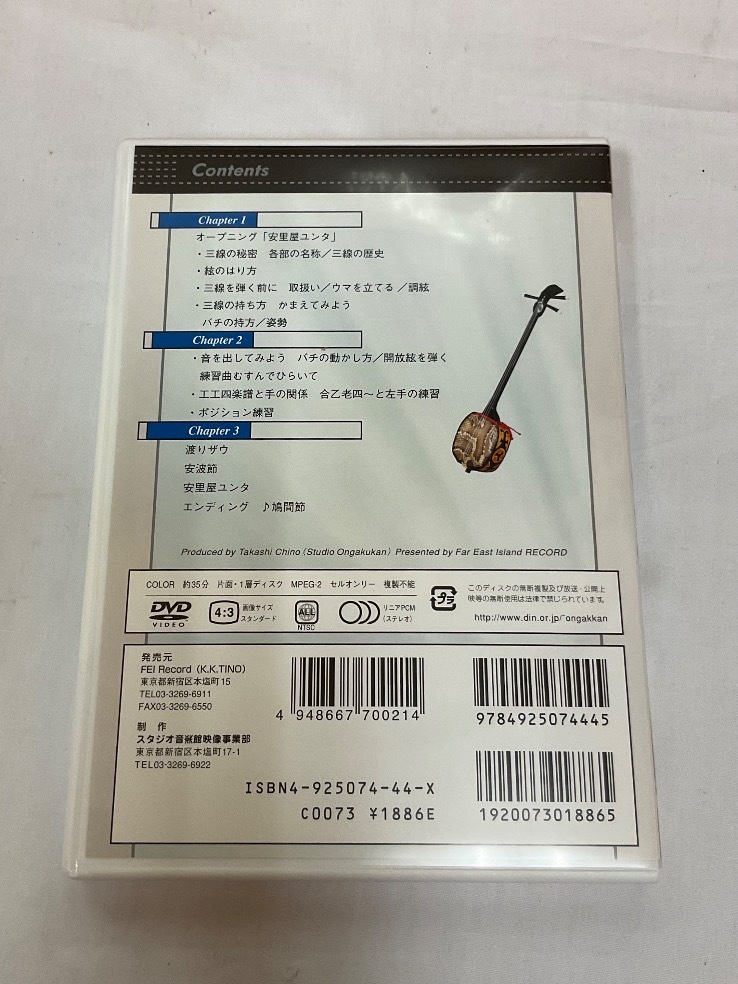 Contents
Chapter 1
オープニング「安里屋ユンタ」
・三線の秘密　各部の名称／三線の歴史
・絃のはり方
・三線を弾く前に　取扱い／ウマを立てる／調絃
・三線の持ち方　かまえてみよう
バチの持方／姿勢
Chapter 2
・音を出してみよう　バチの動かし方／開放絃を弾く
練習曲むすんでひらいて
・工工四楽譜と手の関係　合乙老四〜と左手の練習
・ポジション練習
Chapter 3
渡りザウ
安波節
安里屋ユンタ
エンディング　♪鳩間節
Produced by Takashi Chino (Studio Ongakukan) Presented by Far East Island RECORD
COLOR　約35分　片面・1層ディスク　MPEG-2　セルオンリー　複製不能
DVD VIDEO
4:3 画像サイズ スタンダード
ALL NTSC
リニアPCM (ステレオ)
プラ
このディスクの無断複製及び放送・公開上
映等の無断使用は法律で禁じられています。
http://www.din.or.jp/~ongakkan
発売元
FEI Record (K.K.TINO)
東京都新宿区本塩町15
TEL03-3269-6911
FAX03-3269-6550
制　作
スタジオ音楽館映像事業部
東京都新宿区本塩町17-1
TEL03-3269-6922
4 948667 700214
9784925074445
ISBN4-925074-44-X
C0073 ¥1886E
1920073018865